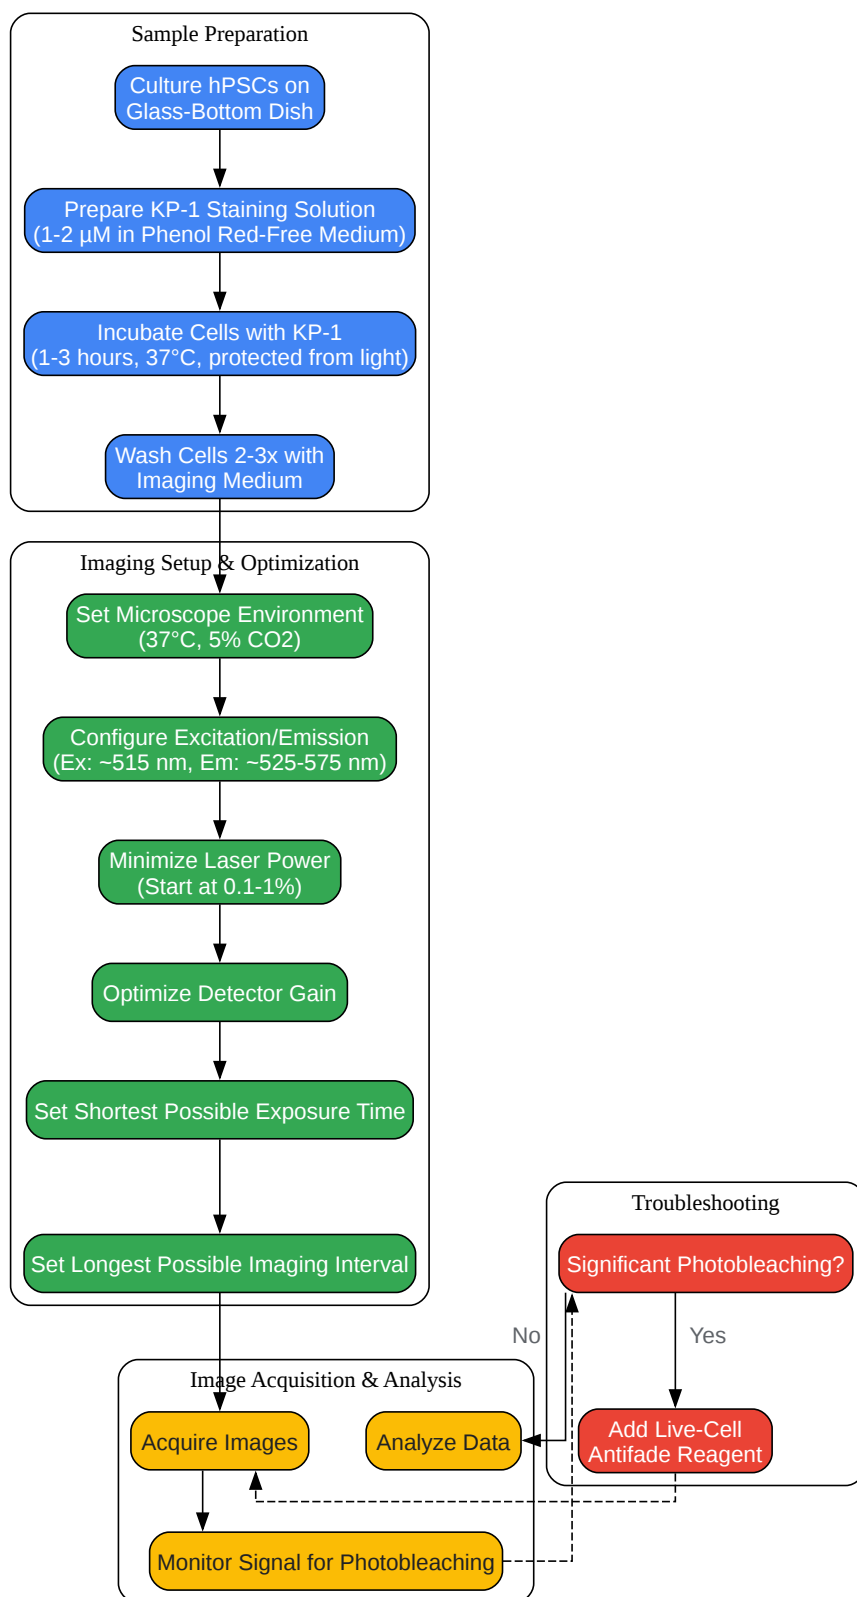 Sample Preparation
Culture hPSCs on
Glass-Bottom Dish
Prepare KP-1 Staining Solution
(1-2 µM in Phenol Red-Free Medium)
Incubate Cells with KP-1
(1-3 hours, 37°C, protected from light)
Wash Cells 2-3x with
Imaging Medium
Imaging Setup & Optimization
Set Microscope Environment
(37°C, 5% CO2)
Configure Excitation/Emission
(Ex: ~515 nm, Em: ~525-575 nm)
Minimize Laser Power
(Start at 0.1-1%)
Optimize Detector Gain
Set Shortest Possible Exposure Time
Set Longest Possible Imaging Interval
Troubleshooting
Significant Photobleaching?
No
Yes
Add Live-Cell
Antifade Reagent
Image Acquisition & Analysis
Acquire Images
Analyze Data
Monitor Signal for Photobleaching